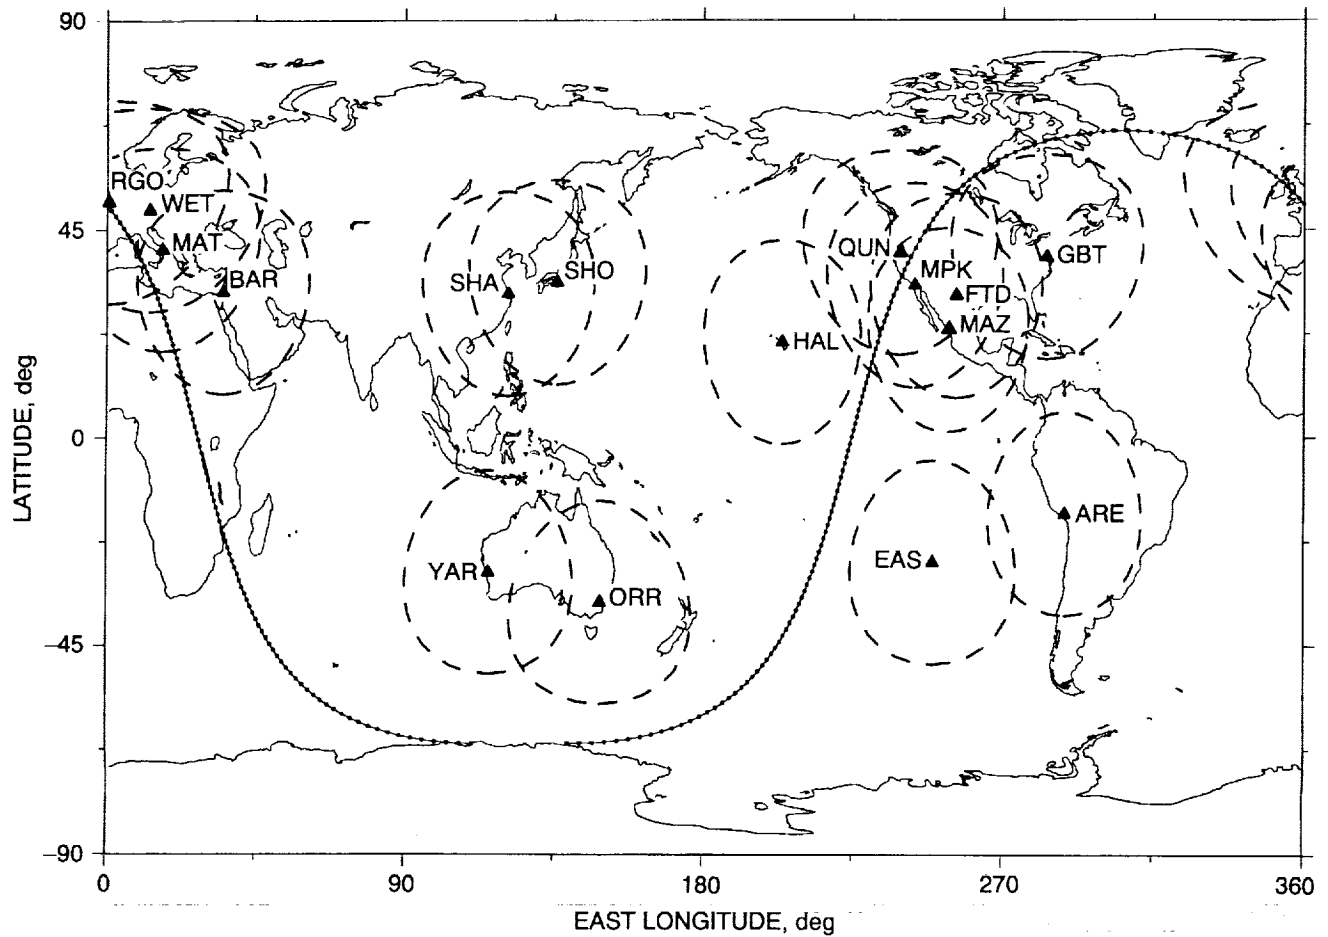 90
RGO
WET
45
MAT
QUN
GBT
BAR
SHA
SHO
MPK
FTD
MAZ
HAL
LATITUDE, deg
0
ARE
EAS
YAR
ORR
−45
−90
0
90
180
270
360
EAST LONGITUDE, deg